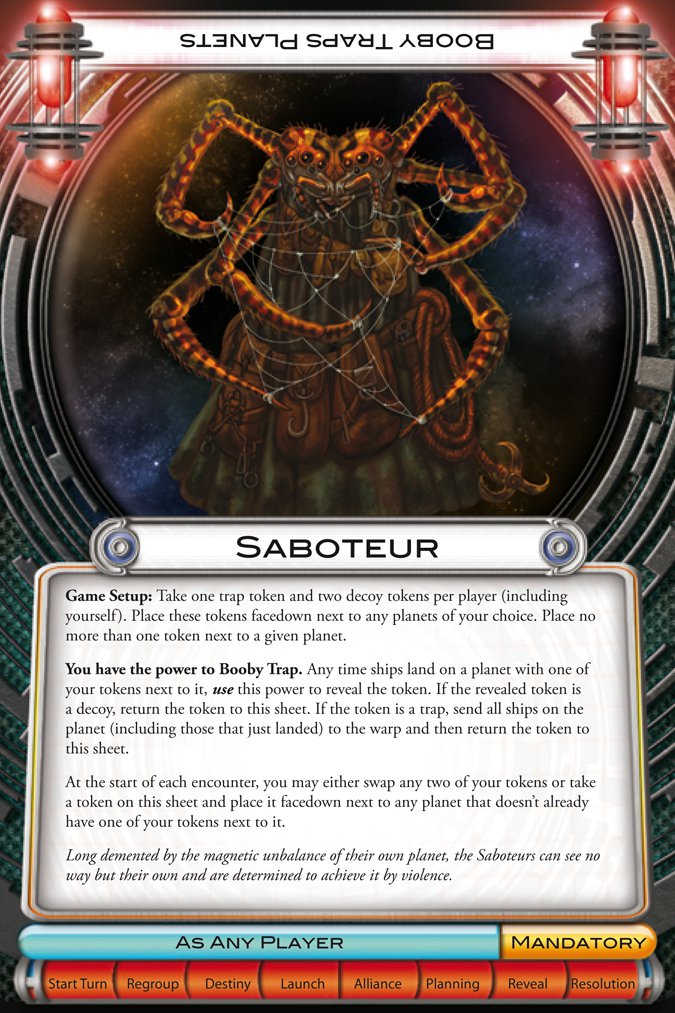 Booby Traps Planets
Saboteur
Game Setup: Take one trap token and two decoy tokens per player (including
yourself). Place these tokens facedown next to any planets of your choice. Place no
more than one token next to a given planet.
You have the power to Booby Trap. Any time ships land on a planet with one of
your tokens next to it, use this power to reveal the token. If the revealed token is
a decoy, return the token to this sheet. If the token is a trap, send all ships on the
planet (including those that just landed) to the warp and then return the token to
this sheet.
At the start of each encounter, you may either swap any two of your tokens or take
a token on this sheet and place it facedown next to any planet that doesn't already
have one of your tokens next to it.
Long demented by the magnetic unbalance of their own planet, the Saboteurs can see no
way but their own and are determined to achieve it by violence.
As Any Player Mandatory
Start Turn Regroup Destiny Launch Alliance Planning Reveal Resolution